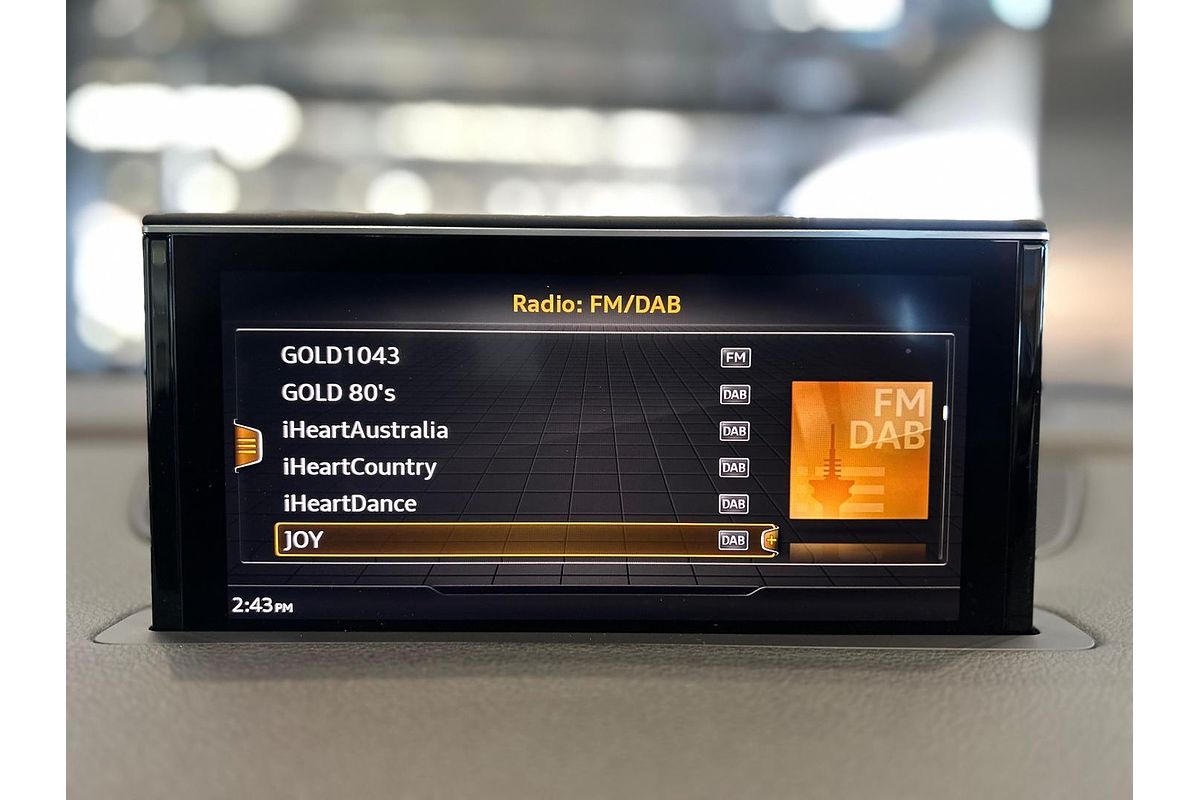 Radio: FM/DAB
GOLD1043 FM
GOLD 80's DAB
iHeartAustralia DAB
iHeartCountry DAB
iHeartDance DAB
JOY DAB +
FM
DAB
2:43PM